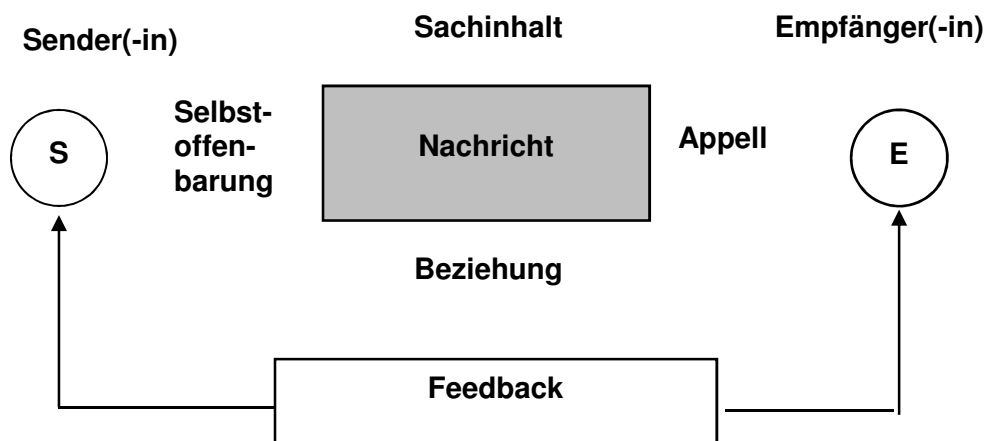 Sender(-in)
Sachinhalt
Empfänger(-in)
S
Selbst-
offen-
barung
Nachricht
Appell
E
Beziehung
Feedback